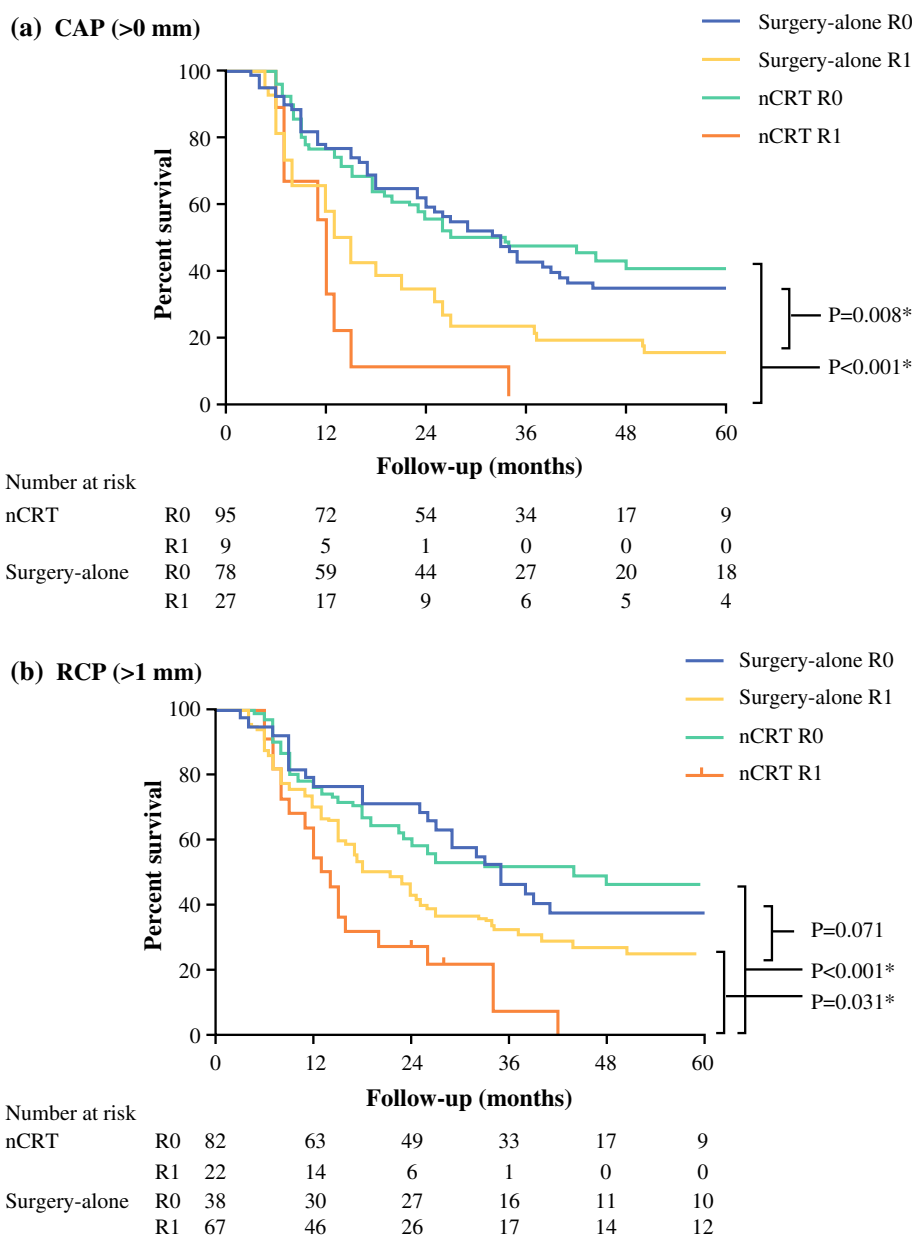 (a) CAP (>0 mm)
Surgery-alone R0
Surgery-alone R1
nCRT R0
nCRT R1
Percent survival
100
80
60
40
20
0
0 12 24 36 48 60
Follow-up (months)
P=0.008*
P<0.001*
Number at risk
nCRT R0 95 72 54 34 17 9
R1 9 5 1 0 0 0
Surgery-alone R0 78 59 44 27 20 18
R1 27 17 9 6 5 4
(b) RCP (>1 mm)
Surgery-alone R0
Surgery-alone R1
nCRT R0
nCRT R1
Percent survival
100
80
60
40
20
0
0 12 24 36 48 60
Follow-up (months)
P=0.071
P<0.001*
P=0.031*
Number at risk
nCRT R0 82 63 49 33 17 9
R1 22 14 6 1 0 0
Surgery-alone R0 38 30 27 16 11 10
R1 67 46 26 17 14 12